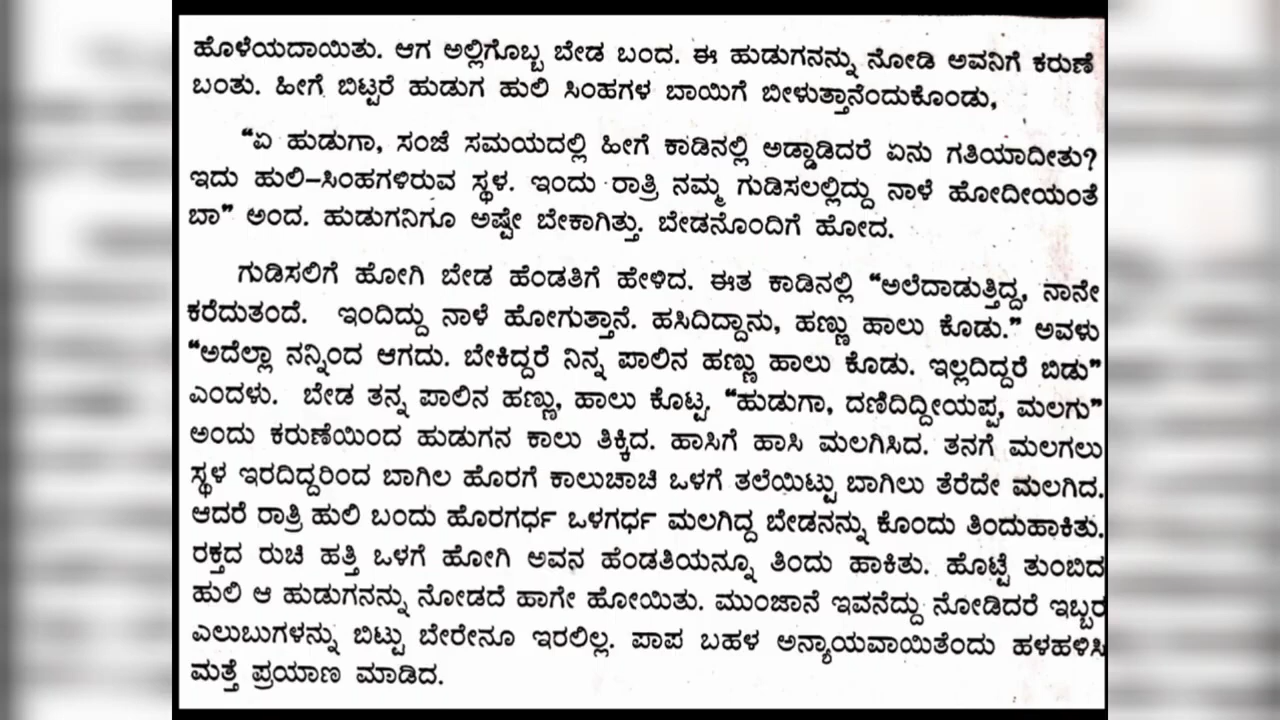 ಹೊಳೆಯದಾಯಿತು. ಆಗ ಅಲ್ಲಿಗೊಬ್ಬ ಬೇಡ ಬಂದ. ಈ ಹುಡುಗನನ್ನು ನೋಡಿ ಅವನಿಗೆ ಕರುಣೆ
ಬಂತು. ಹೀಗೆ ಬಿಟ್ಟರೆ ಹುಡುಗ ಹುಲಿ ಸಿಂಹಗಳ ಬಾಯಿಗೆ ಬೀಳುತ್ತಾನೆಂದುಕೊಂಡು,
“ಏ ಹುಡುಗಾ, ಸಂಜೆ ಸಮಯದಲ್ಲಿ ಹೀಗೆ ಕಾಡಿನಲ್ಲಿ ಅಡ್ಡಾಡಿದರೆ ಏನು ಗತಿಯಾದೀತು?
ಇದು ಹುಲಿ–ಸಿಂಹಗಳಿರುವ ಸ್ಥಳ. ಇಂದು ರಾತ್ರಿ ನಮ್ಮ ಗುಡಿಸಲಲ್ಲಿದ್ದು ನಾಳೆ ಹೋದೀಯಂತೆ
ಬಾ” ಅಂದ. ಹುಡುಗನಿಗೂ ಅಷ್ಟೇ ಬೇಕಾಗಿತ್ತು. ಬೇಡನೊಂದಿಗೆ ಹೋದ.
ಗುಡಿಸಲಿಗೆ ಹೋಗಿ ಬೇಡ ಹೆಂಡತಿಗೆ ಹೇಳಿದ. ಈತ ಕಾಡಿನಲ್ಲಿ “ಅಲೆದಾಡುತ್ತಿದ್ದ, ನಾನೇ
ಕರೆದುತಂದೆ. ಇಂದಿದ್ದು ನಾಳೆ ಹೋಗುತ್ತಾನೆ. ಹಸಿದಿದ್ದಾನು, ಹಣ್ಣು ಹಾಲು ಕೊಡು.” ಅವಳು
“ಅದೆಲ್ಲಾ ನನ್ನಿಂದ ಆಗದು. ಬೇಕಿದ್ದರೆ ನಿನ್ನ ಪಾಲಿನ ಹಣ್ಣು ಹಾಲು ಕೊಡು. ಇಲ್ಲದಿದ್ದರೆ ಬಿಡು”
ಎಂದಳು. ಬೇಡ ತನ್ನ ಪಾಲಿನ ಹಣ್ಣು, ಹಾಲು ಕೊಟ್ಟ. “ಹುಡುಗಾ, ದಣಿದಿದ್ದೀಯಪ್ಪ, ಮಲಗು”
ಅಂದು ಕರುಣೆಯಿಂದ ಹುಡುಗನ ಕಾಲು ತಿಕ್ಕಿದ. ಹಾಸಿಗೆ ಹಾಸಿ ಮಲಗಿಸಿದ. ತನಗೆ ಮಲಗಲು
ಸ್ಥಳ ಇರದಿದ್ದರಿಂದ ಬಾಗಿಲ ಹೊರಗೆ ಕಾಲುಚಾಚಿ ಒಳಗೆ ತಲೆಯಿಟ್ಟು ಬಾಗಿಲು ತೆರೆದೇ ಮಲಗಿದ.
ಆದರೆ ರಾತ್ರಿ ಹುಲಿ ಬಂದು ಹೊರಗರ್ಧ ಒಳಗರ್ಧ ಮಲಗಿದ್ದ ಬೇಡನನ್ನು ಕೊಂದು ತಿಂದುಹಾಕಿತು.
ರಕ್ತದ ರುಚಿ ಹತ್ತಿ ಒಳಗೆ ಹೋಗಿ ಅವನ ಹೆಂಡತಿಯನ್ನೂ ತಿಂದು ಹಾಕಿತು. ಹೊಟ್ಟೆ ತುಂಬಿದ
ಹುಲಿ ಆ ಹುಡುಗನನ್ನು ನೋಡದೆ ಹಾಗೇ ಹೋಯಿತು. ಮುಂಜಾನೆ ಇವನೆದ್ದು ನೋಡಿದರೆ ಇಬ್ಬರ
ಎಲುಬುಗಳನ್ನು ಬಿಟ್ಟು ಬೇರೇನೂ ಇರಲಿಲ್ಲ. ಪಾಪ ಬಹಳ ಅನ್ಯಾಯವಾಯಿತೆಂದು ಹಳಹಳಿಸಿ
ಮತ್ತೆ ಪ್ರಯಾಣ ಮಾಡಿದ.